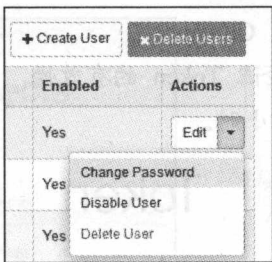 + Create User × Delete Users
Enabled Actions
Yes Edit
Change Password
Yes Disable User
Delete User
Yes